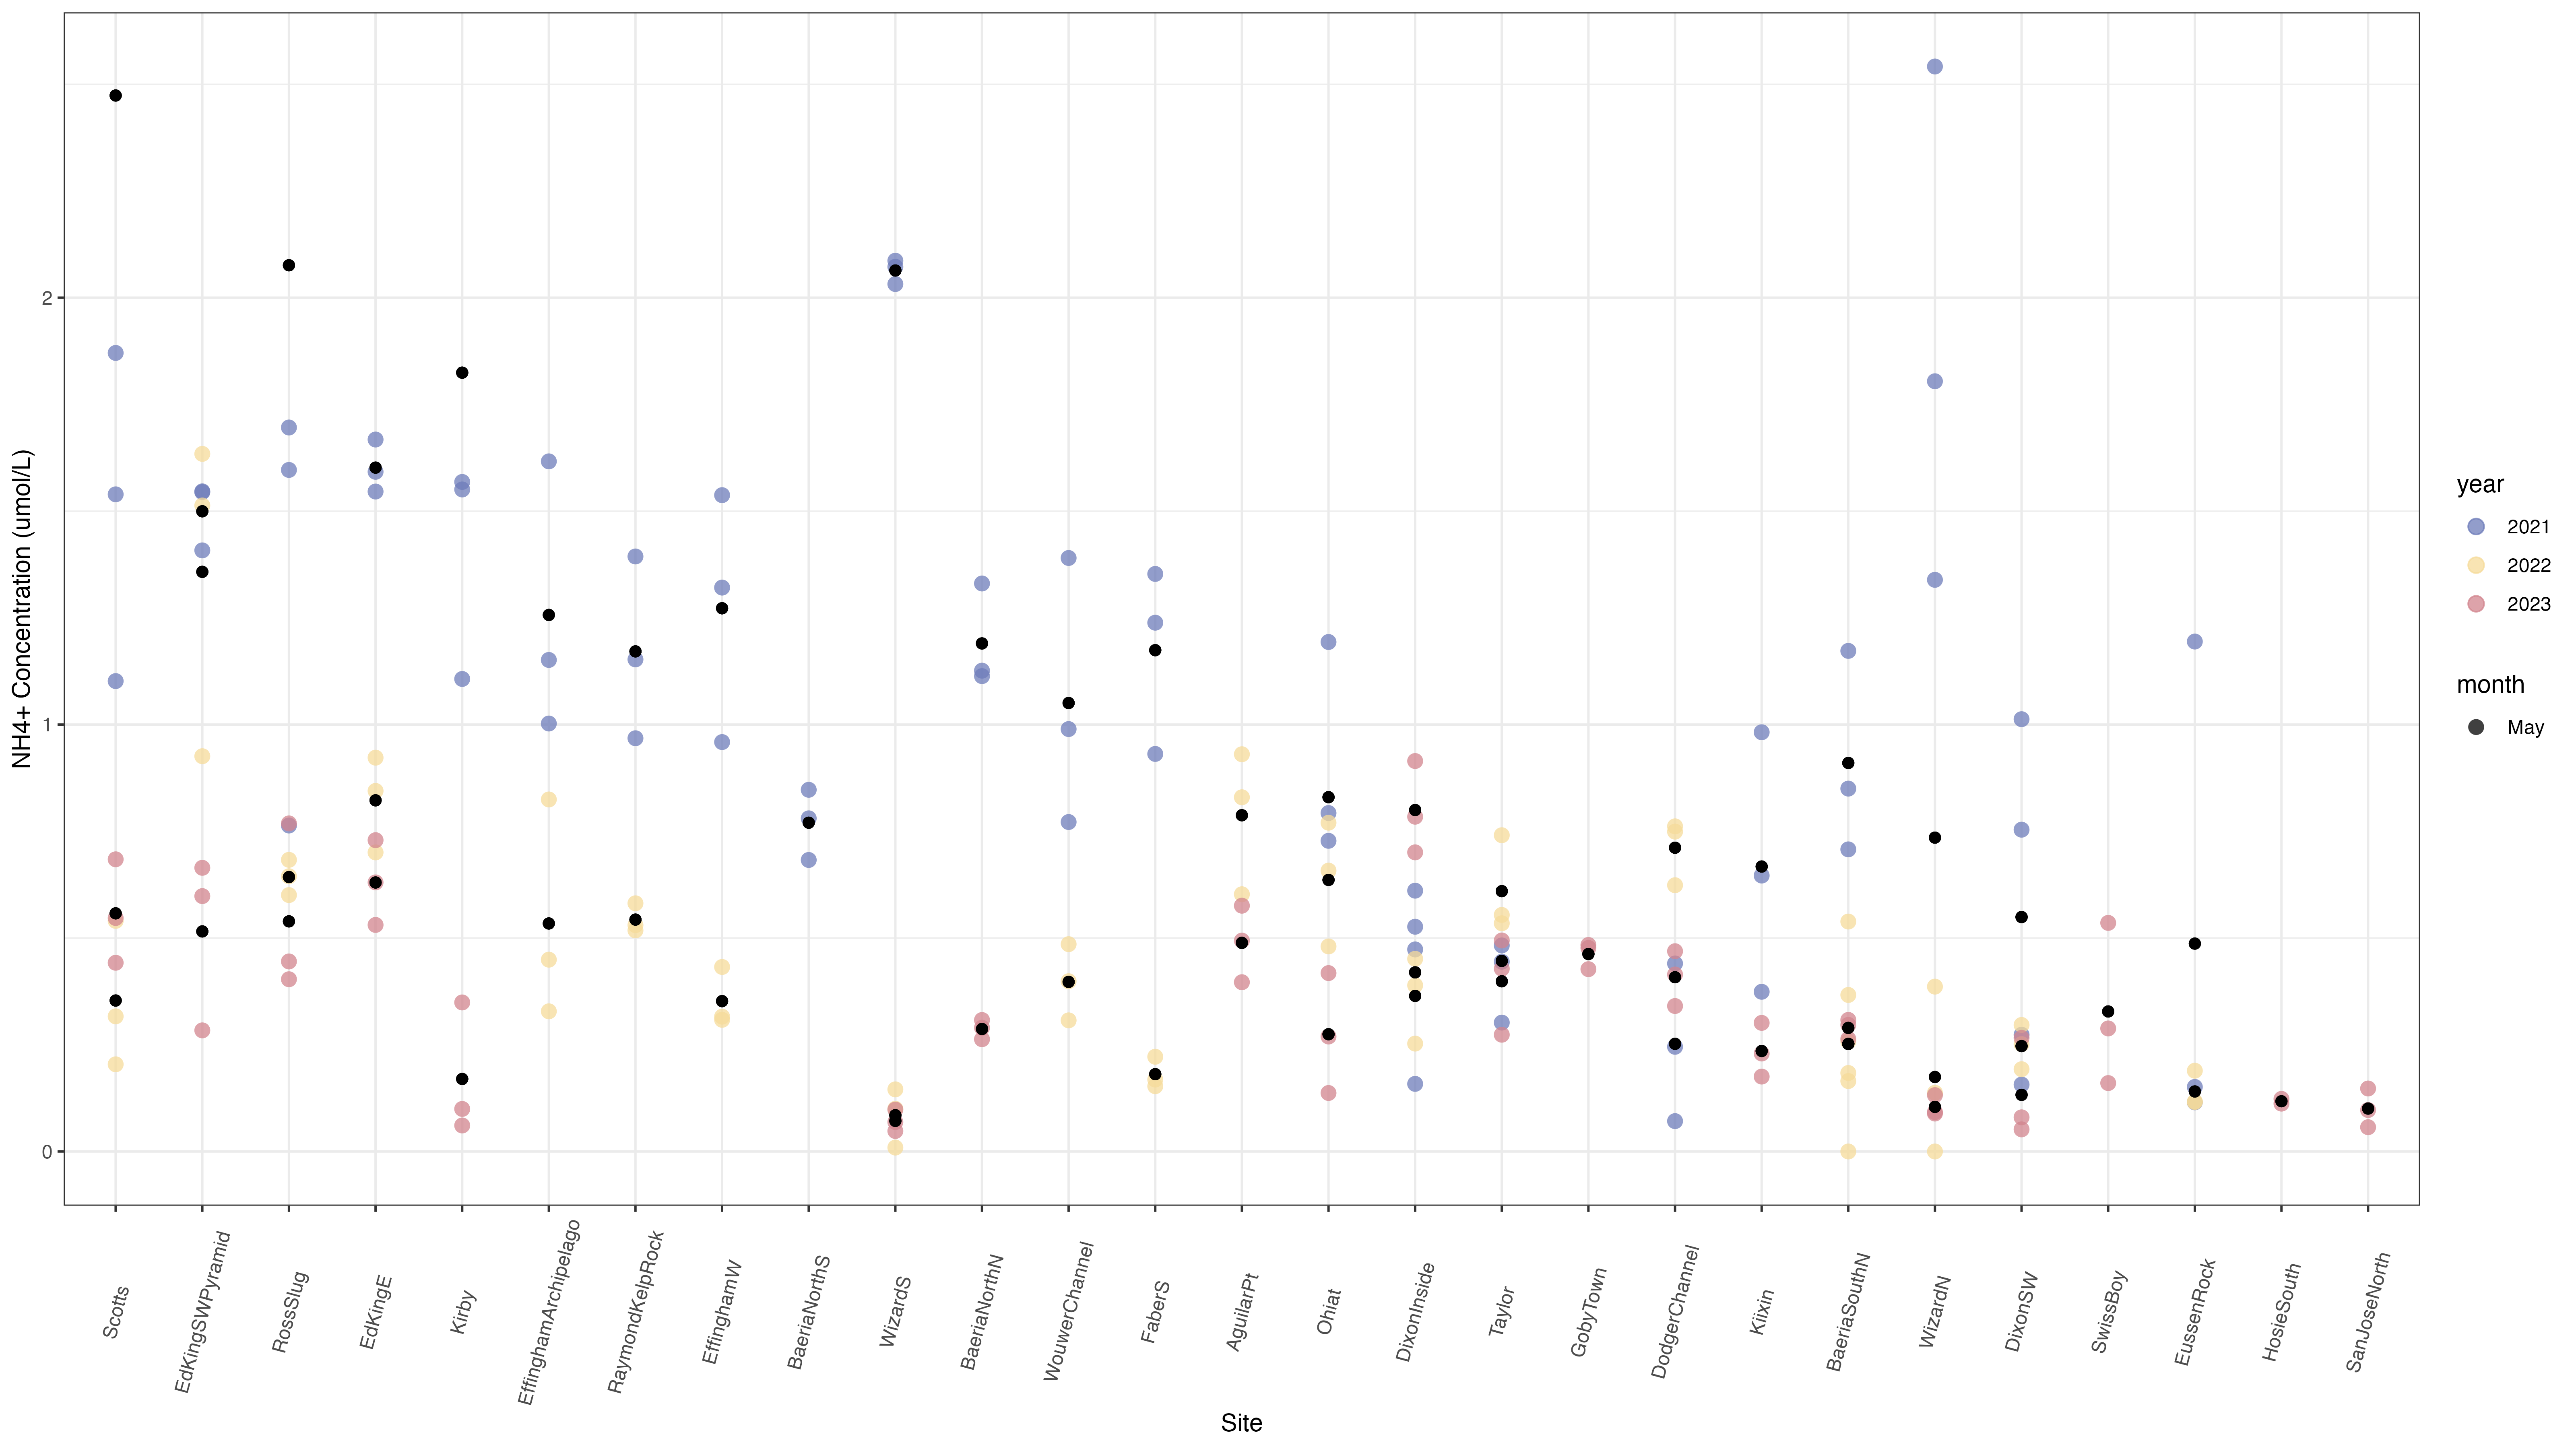 NH4+ Concentration (umol/L)
2
1
0
Scotts
EdKingSWPyramid
RossSlug
EdKingE
Kirby
EffinghamArchipelago
RaymondKelpRock
EffinghamW
BaeriaNorthS
WizardS
BaeriaNorthN
WouwerChannel
FaberS
AguilarPt
Ohiat
DixonInside
Taylor
GobyTown
DodgerChannel
Kiixin
BaeriaSouthN
WizardN
DixonSW
SwissBoy
EussenRock
HosieSouth
SanJoseNorth
Site
year
2021
2022
2023
month
May